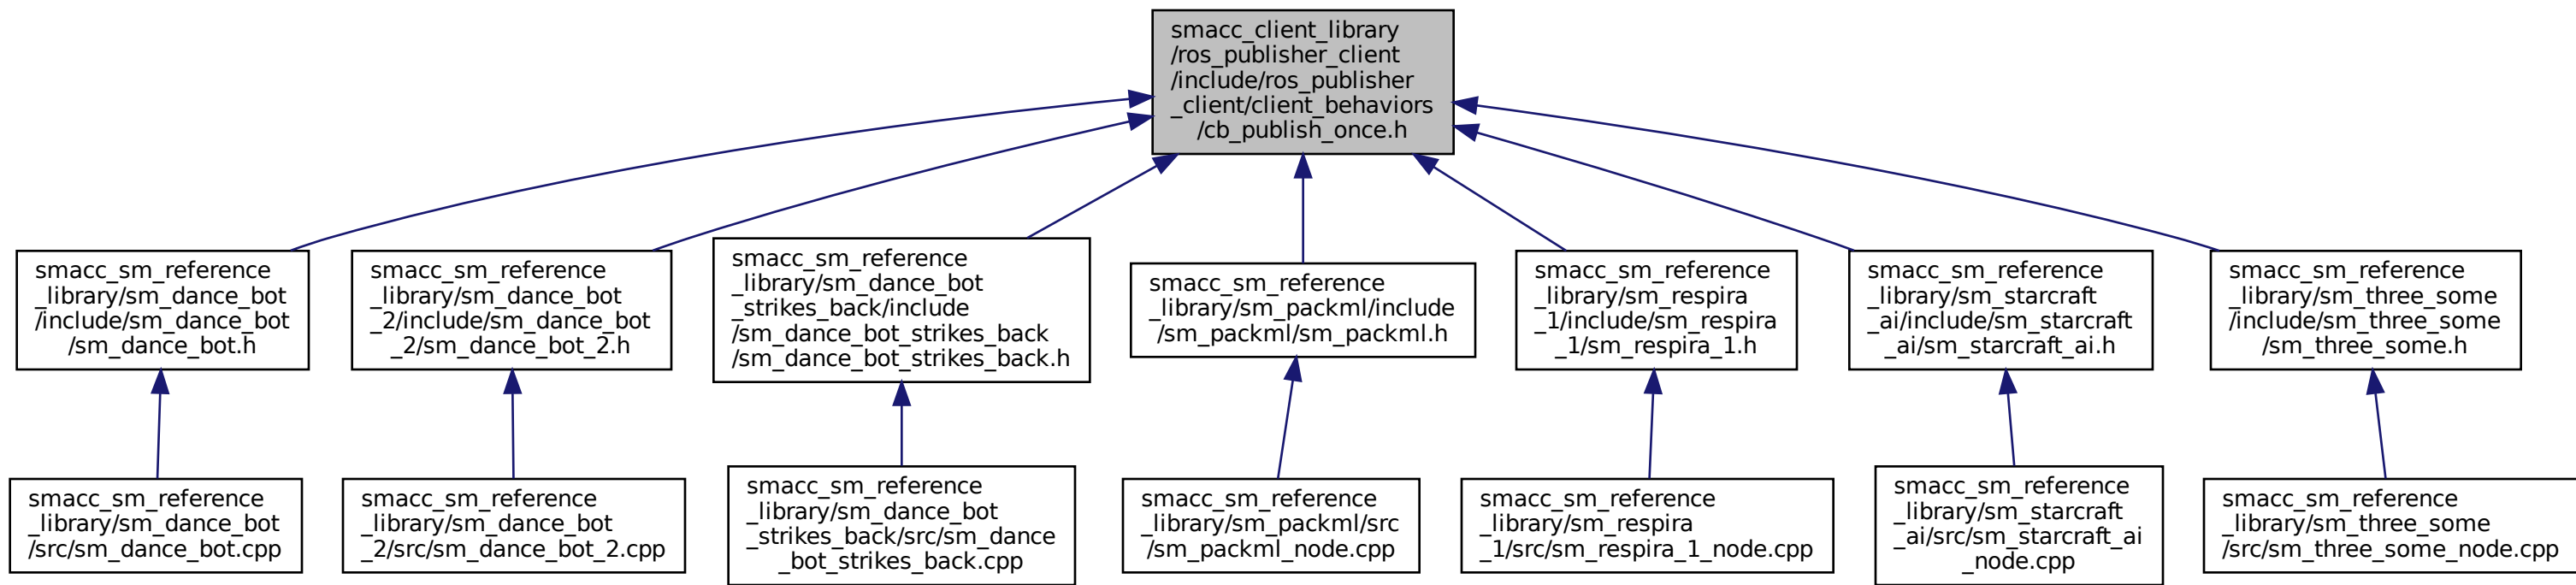 smacc_client_library
/ros_publisher_client
/include/ros_publisher
_client/client_behaviors
/cb_publish_once.h
smacc_sm_reference
_library/sm_dance_bot
/include/sm_dance_bot
/sm_dance_bot.h
smacc_sm_reference
_library/sm_dance_bot
_2/include/sm_dance_bot
_2/sm_dance_bot_2.h
smacc_sm_reference
_library/sm_dance_bot
_strikes_back/include
/sm_dance_bot_strikes_back
/sm_dance_bot_strikes_back.h
smacc_sm_reference
_library/sm_packml/include
/sm_packml/sm_packml.h
smacc_sm_reference
_library/sm_respira
_1/include/sm_respira
_1/sm_respira_1.h
smacc_sm_reference
_library/sm_starcraft
_ai/include/sm_starcraft
_ai/sm_starcraft_ai.h
smacc_sm_reference
_library/sm_three_some
/include/sm_three_some
/sm_three_some.h
smacc_sm_reference
_library/sm_dance_bot
/src/sm_dance_bot.cpp
smacc_sm_reference
_library/sm_dance_bot
_2/src/sm_dance_bot_2.cpp
smacc_sm_reference
_library/sm_dance_bot
_strikes_back/src/sm_dance
_bot_strikes_back.cpp
smacc_sm_reference
_library/sm_packml/src
/sm_packml_node.cpp
smacc_sm_reference
_library/sm_respira
_1/src/sm_respira_1_node.cpp
smacc_sm_reference
_library/sm_starcraft
_ai/src/sm_starcraft_ai
_node.cpp
smacc_sm_reference
_library/sm_three_some
/src/sm_three_some_node.cpp